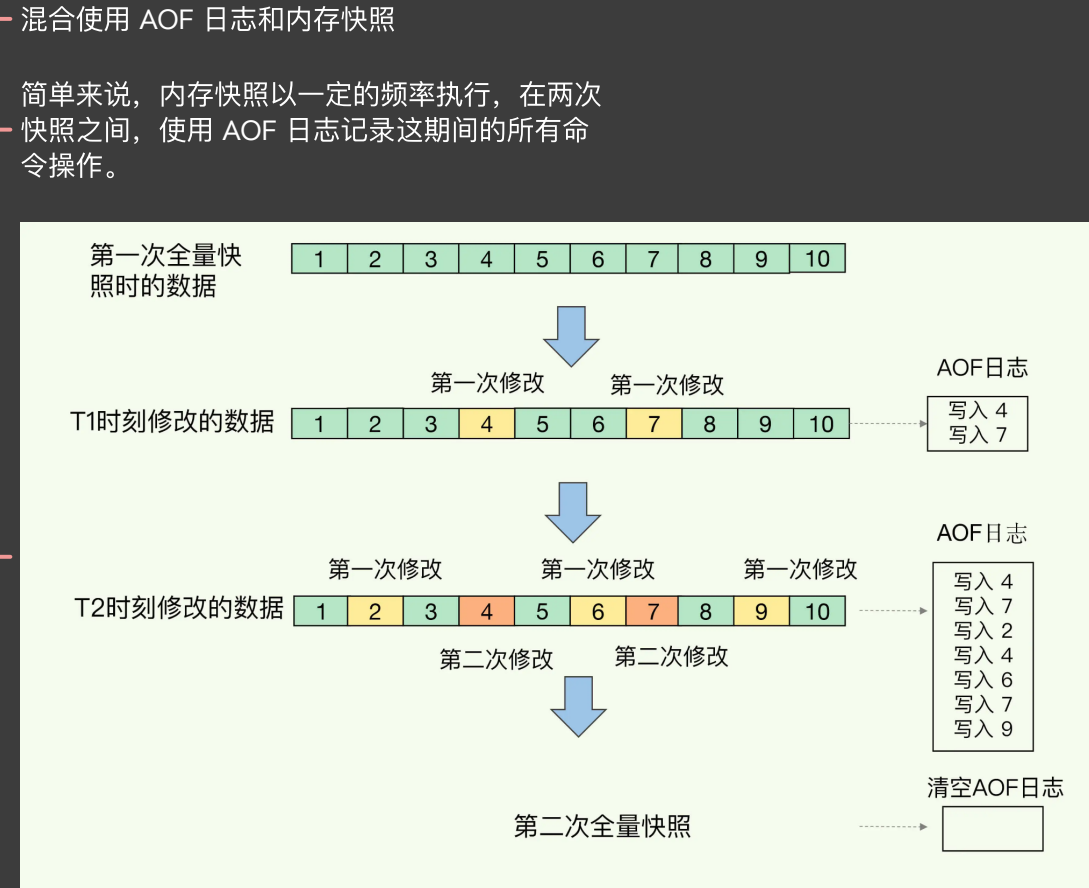 混合使用 AOF 日志和内存快照
简单来说，内存快照以一定的频率执行，在两次
快照之间，使用 AOF 日志记录这期间的所有命
令操作。
第一次全量快
照时的数据
1 2 3 4 5 6 7 8 9 10
AOF日志
第一次修改 第一次修改
T1时刻修改的数据
1 2 3 4 5 6 7 8 9 10
写入 4
写入 7
AOF日志
第一次修改 第一次修改 第一次修改
T2时刻修改的数据
1 2 3 4 5 6 7 8 9 10
第二次修改 第二次修改
写入 4
写入 7
写入 2
写入 4
写入 6
写入 7
写入 9
清空AOF日志
第二次全量快照